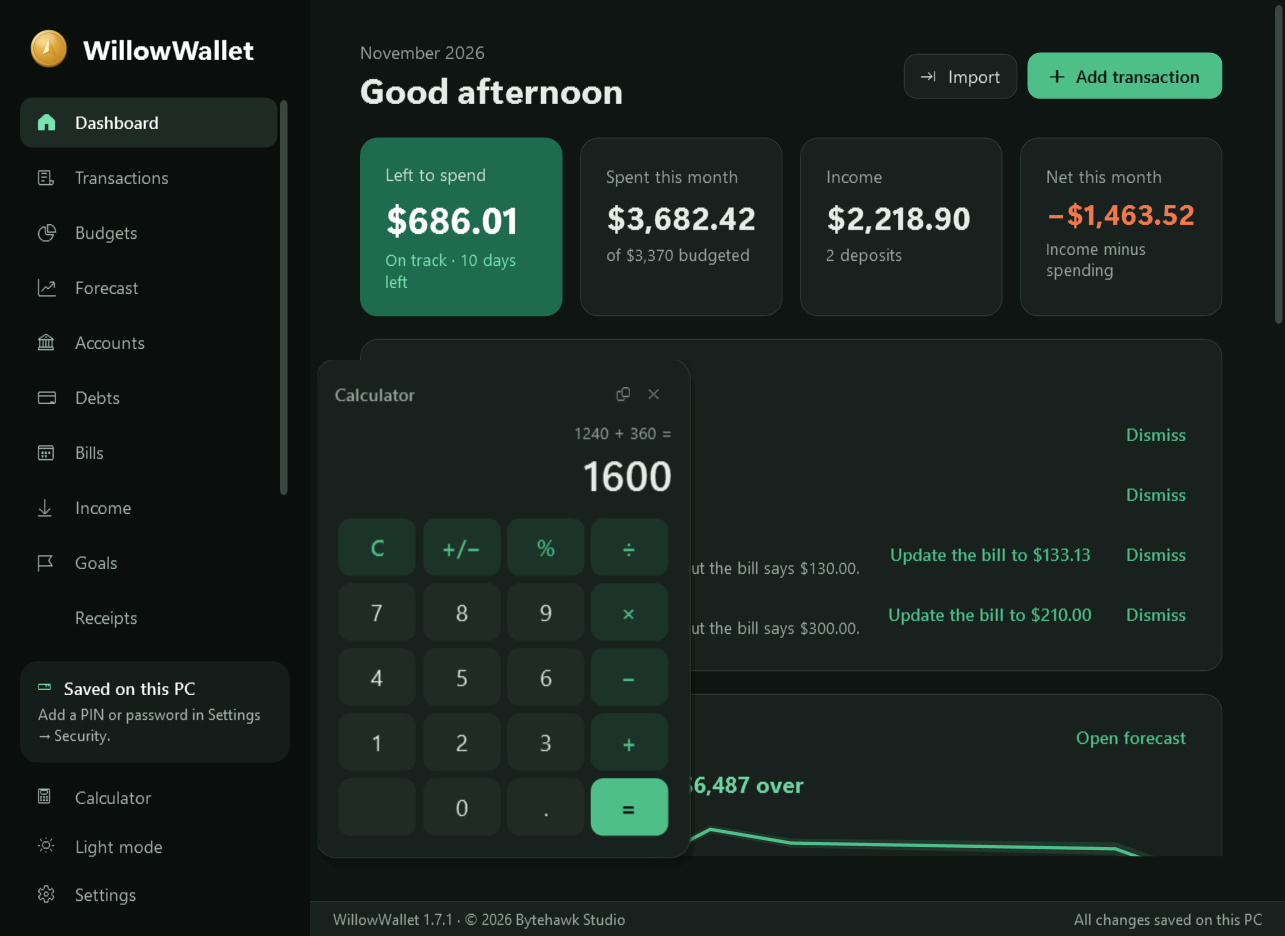 WillowWallet
Dashboard
Transactions
Budgets
Forecast
Accounts
Debts
Bills
Income
Goals
Receipts
Saved on this PC
Add a PIN or password in Settings
→ Security.
Calculator
Light mode
Settings
November 2026
Good afternoon
Import
+ Add transaction
Left to spend
$686.01
On track · 10 days
left
Spent this month
$3,682.42
of $3,370 budgeted
Income
$2,218.90
2 deposits
Net this month
−$1,463.52
Income minus
spending
Calculator
1240 + 360 =
1600
C +/− % ÷
7 8 9 ×
4 5 6 −
1 2 3 +
0 . =
Dismiss
Dismiss
ut the bill says $130.00. Update the bill to $133.13 Dismiss
ut the bill says $300.00. Update the bill to $210.00 Dismiss
Open forecast
$6,487 over
WillowWallet 1.7.1 · © 2026 Bytehawk Studio
All changes saved on this PC